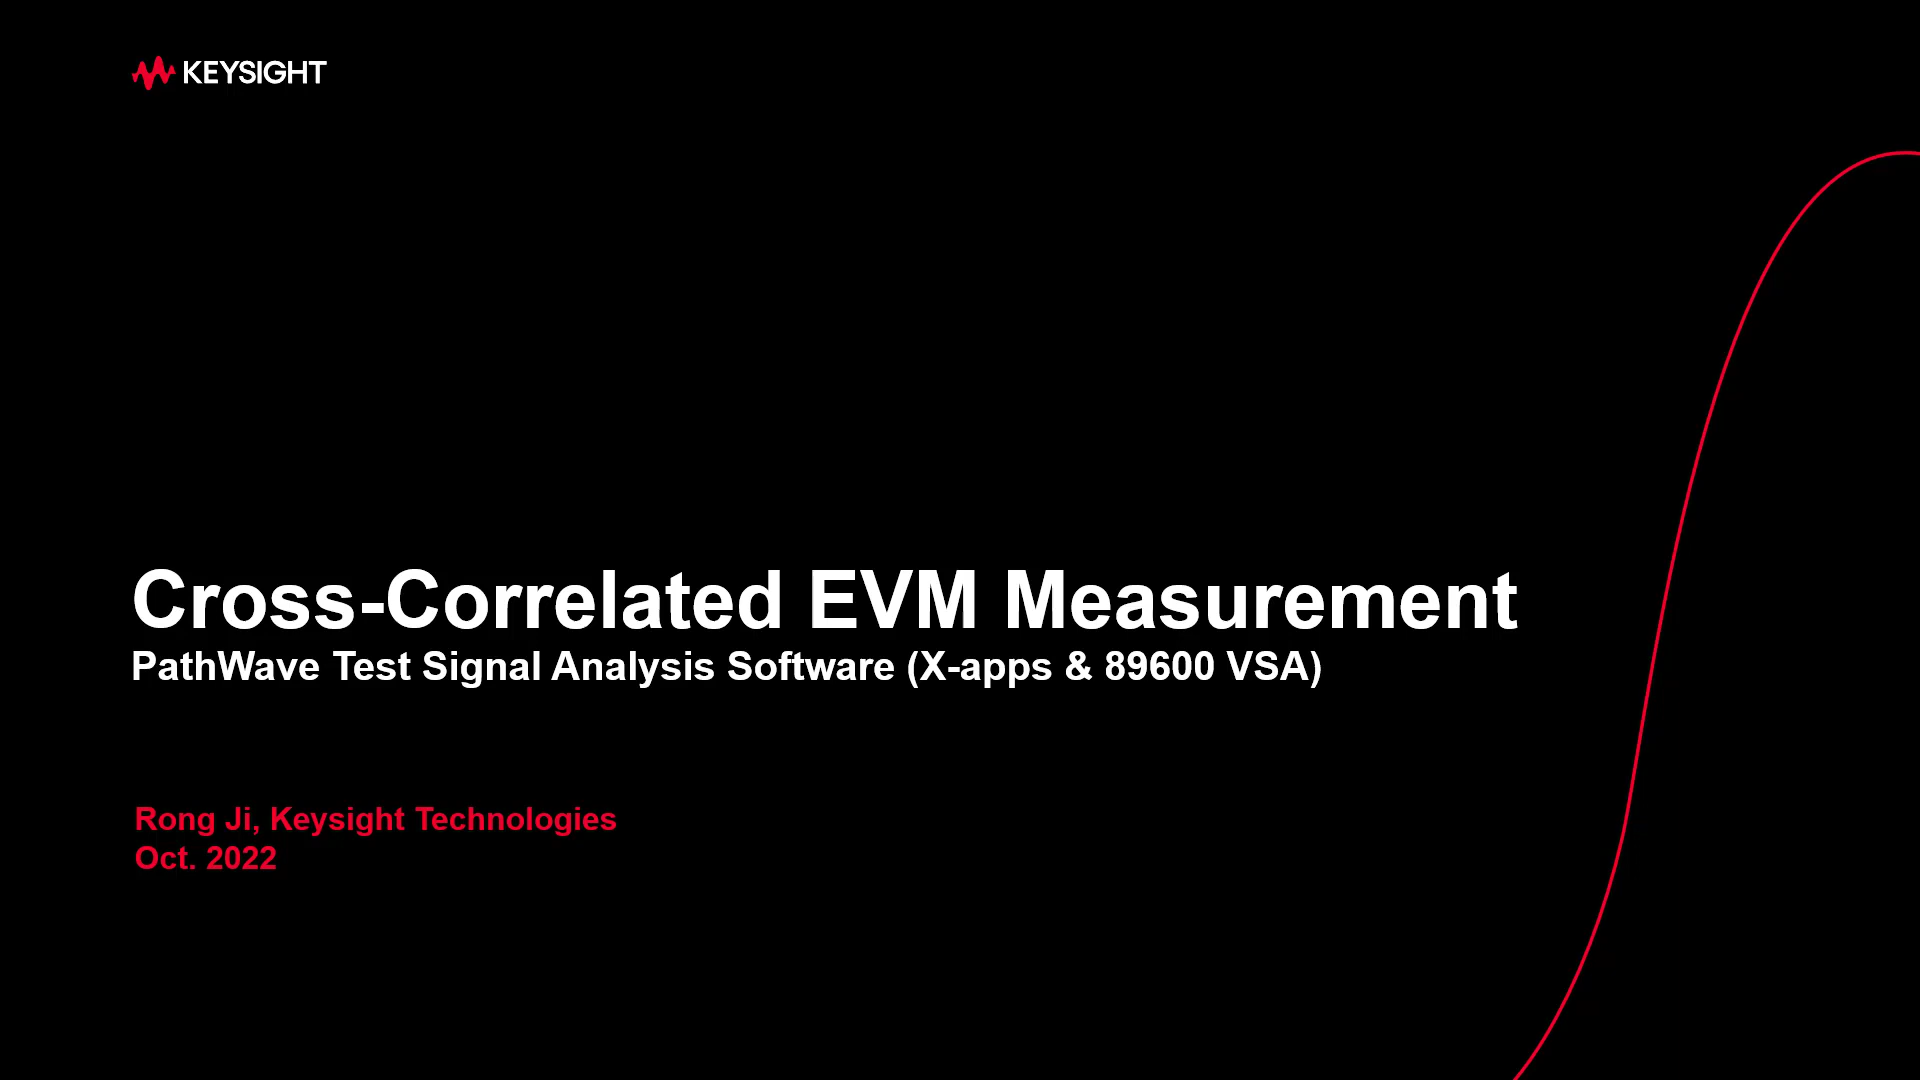 KEYSIGHT
Cross-Correlated EVM Measurement
PathWave Test Signal Analysis Software (X-apps & 89600 VSA)
Rong Ji, Keysight Technologies
Oct. 2022